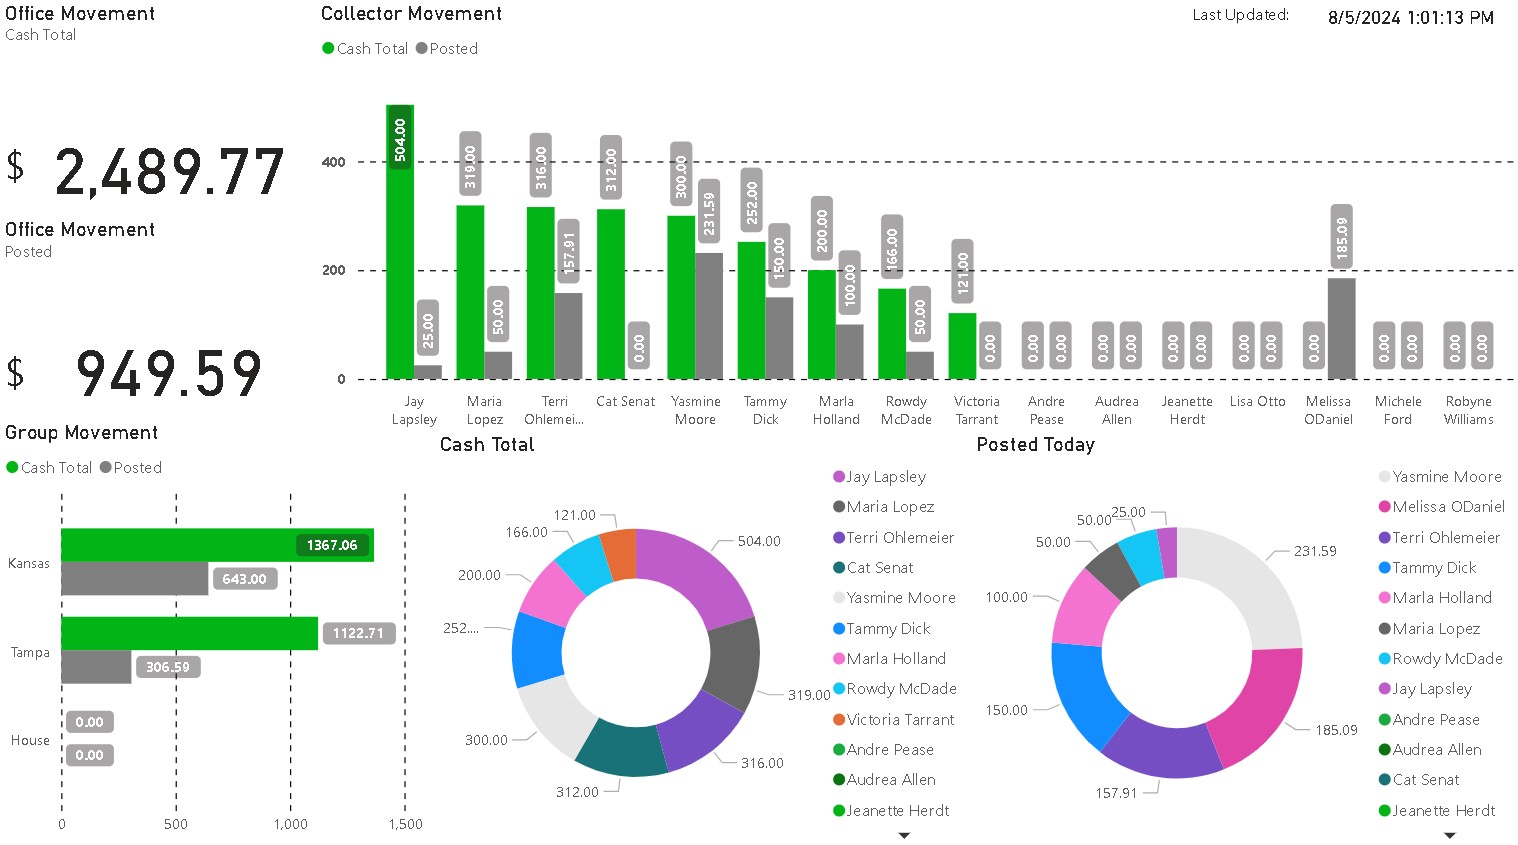 Office Movement
Cash Total
$ 2,489.77
Office Movement
Posted
$ 949.59
Collector Movement
Cash Total Posted
Last Updated: 8/5/2024 1:01:13 PM
400
200
0
504.00
25.00
319.00
50.00
316.00
157.91
312.00
0.00
300.00
231.59
252.00
150.00
200.00
100.00
166.00
50.00
121.00
0.00
0.00
0.00
0.00
0.00
0.00
0.00
0.00
0.00
0.00
185.09
0.00
0.00
0.00
0.00
Jay
Lapsley
Maria
Lopez
Terri
Ohlemei...
Cat Senat
Yasmine
Moore
Tammy
Dick
Marla
Holland
Rowdy
McDade
Victoria
Tarrant
Andre
Pease
Audrea
Allen
Jeanette
Herdt
Lisa Otto
Melissa
ODaniel
Michele
Ford
Robyne
Williams
Group Movement
Cash Total Posted
Kansas
1367.06
643.00
Tampa
1122.71
306.59
House
0.00
0.00
0 500 1,000 1,500
Cash Total
504.00
319.00
316.00
312.00
300.00
252....
200.00
166.00
121.00
Jay Lapsley
Maria Lopez
Terri Ohlemeier
Cat Senat
Yasmine Moore
Tammy Dick
Marla Holland
Rowdy McDade
Victoria Tarrant
Andre Pease
Audrea Allen
Jeanette Herdt
Posted Today
231.59
185.09
157.91
150.00
100.00
50.00
50.00
25.00
Yasmine Moore
Melissa ODaniel
Terri Ohlemeier
Tammy Dick
Marla Holland
Maria Lopez
Rowdy McDade
Jay Lapsley
Andre Pease
Audrea Allen
Cat Senat
Jeanette Herdt